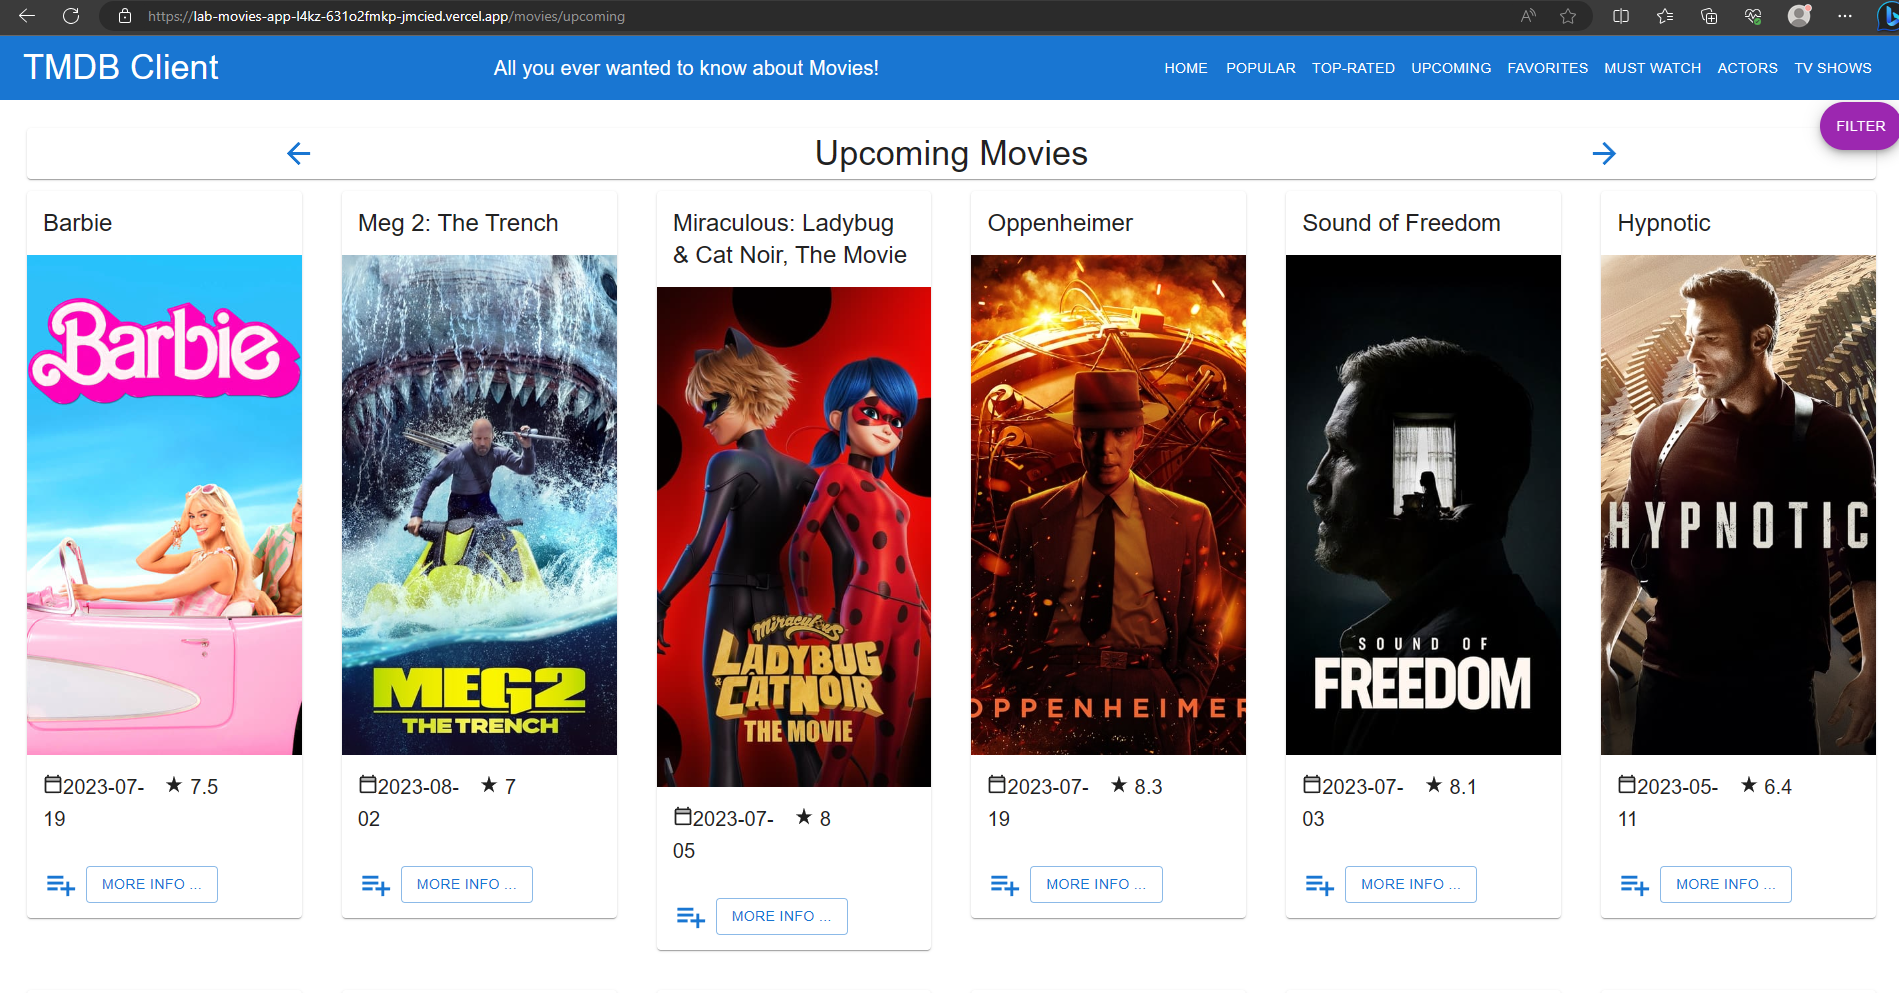 https://lab-movies-app-l4kz-631o2fmkp-jmcied.vercel.app/movies/upcoming
TMDB Client
All you ever wanted to know about Movies!
HOME POPULAR TOP-RATED UPCOMING FAVORITES MUST WATCH ACTORS TV SHOWS
FILTER
Upcoming Movies
Barbie
Meg 2: The Trench
Miraculous: Ladybug
& Cat Noir, The Movie
Oppenheimer
Sound of Freedom
Hypnotic
Barbie
MEG2
THE TRENCH
Miraculous
LADYBUG
& CATNOIR
THE MOVIE
OPPENHEIMER
SOUND OF
FREEDOM
HYPNOTIC
2023-07-
19
★ 7.5
2023-08-
02
★ 7
2023-07-
05
★ 8
2023-07-
19
★ 8.3
2023-07-
03
★ 8.1
2023-05-
11
★ 6.4
MORE INFO ...
MORE INFO ...
MORE INFO ...
MORE INFO ...
MORE INFO ...
MORE INFO ...